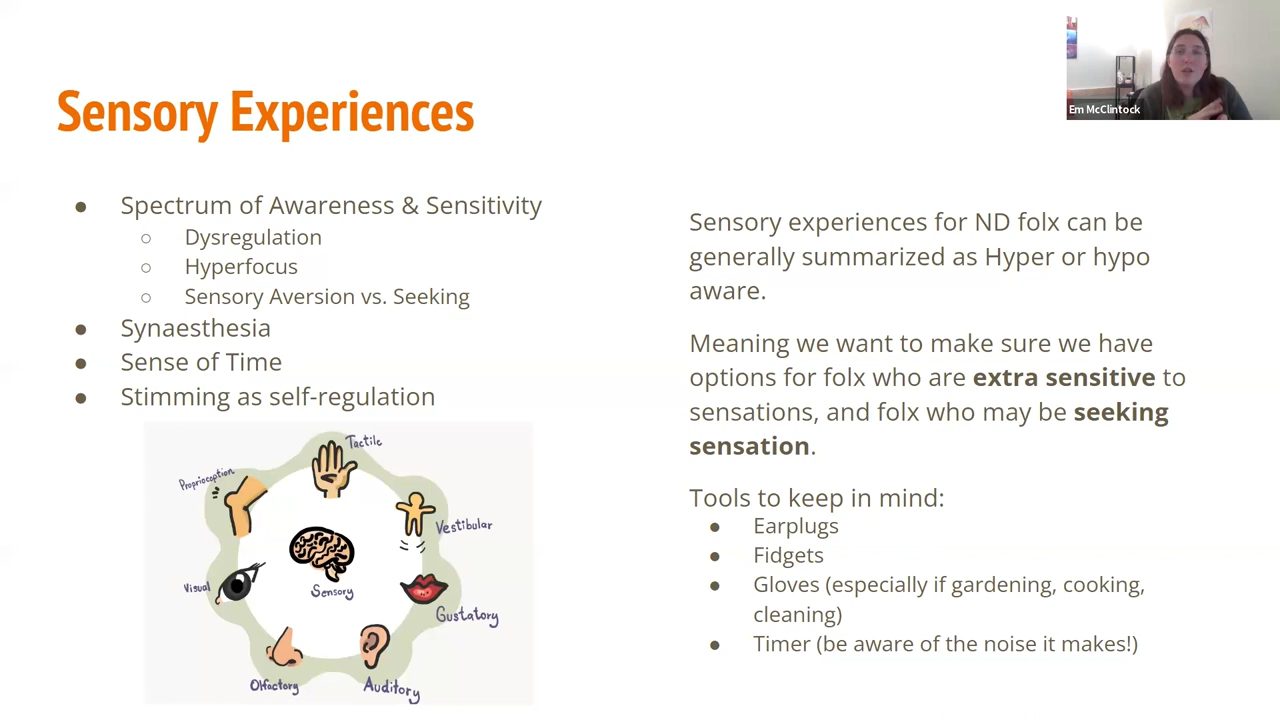 Em McClintock
Sensory Experiences
● Spectrum of Awareness & Sensitivity
○ Dysregulation
○ Hyperfocus
○ Sensory Aversion vs. Seeking
● Synaesthesia
● Sense of Time
● Stimming as self-regulation
Tactile
Proprioception
Vestibular
Visual
Sensory
Gustatory
Olfactory
Auditory
Sensory experiences for ND folx can be
generally summarized as Hyper or hypo
aware.
Meaning we want to make sure we have
options for folx who are extra sensitive to
sensations, and folx who may be seeking
sensation.
Tools to keep in mind:
● Earplugs
● Fidgets
● Gloves (especially if gardening, cooking,
cleaning)
● Timer (be aware of the noise it makes!)